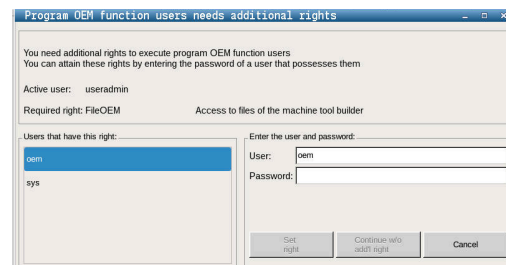 Program OEM function users needs additional rights
You need additional rights to execute program OEM function users
You can attain these rights by entering the password of a user that possesses them
Active user: useradmin
Required right: FileOEM Access to files of the machine tool builder
Users that have this right:
oem
sys
Enter the user and password:
User: oem
Password:
Set
right
Continue w/o
add'l right
Cancel